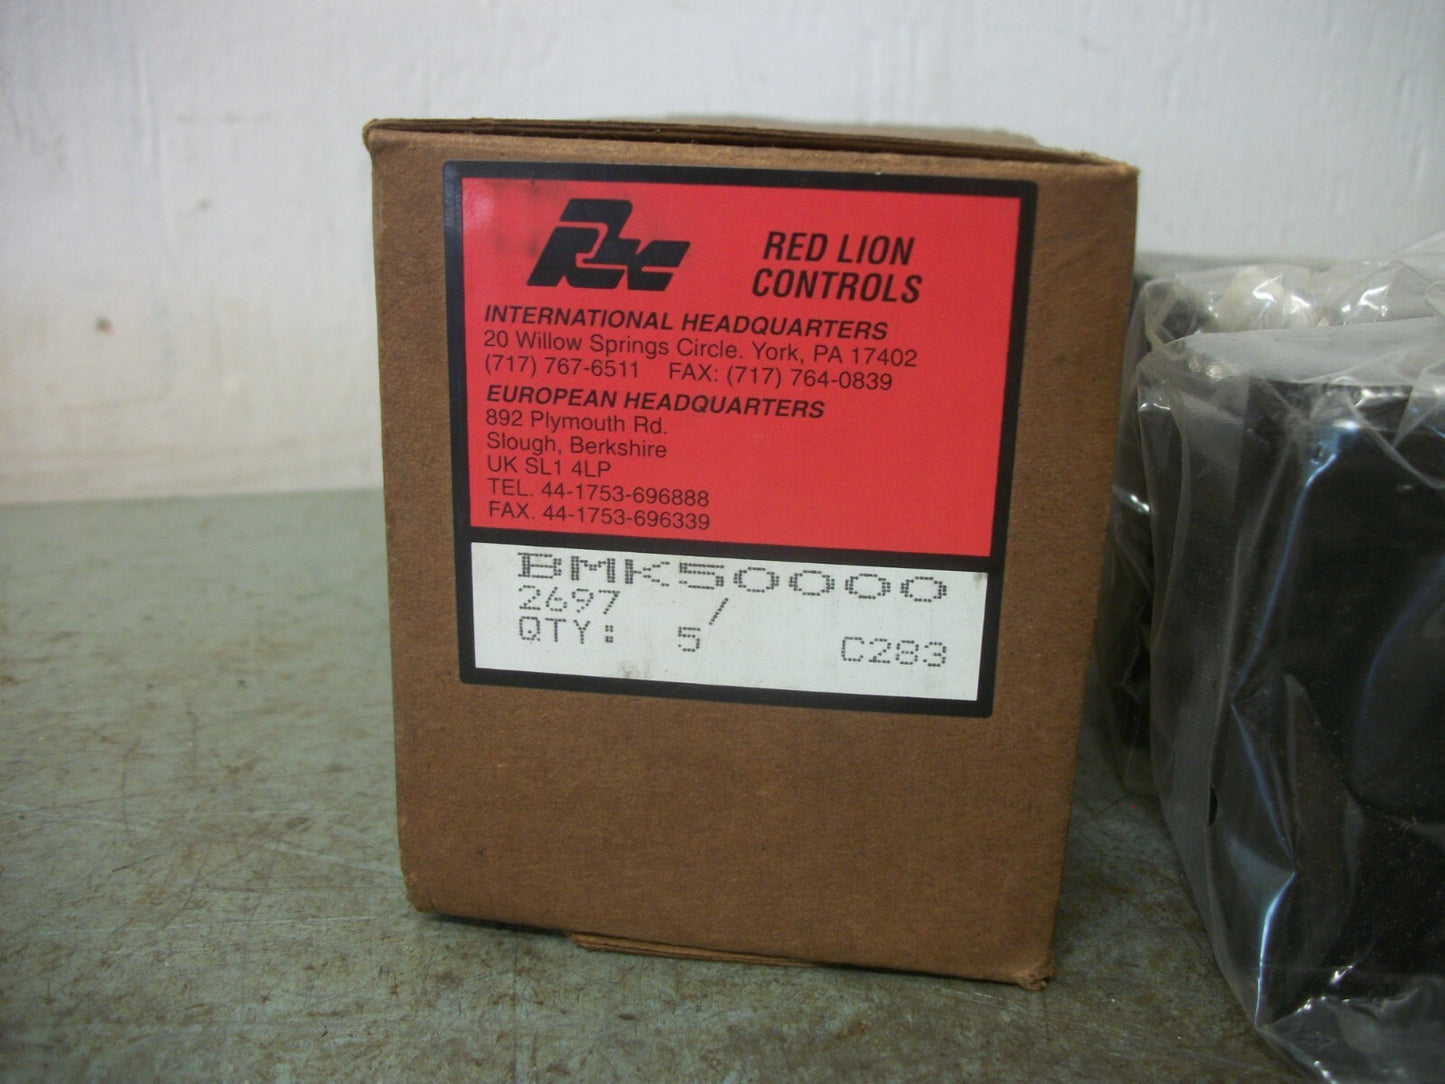 RLC
RED LION
CONTROLS
INTERNATIONAL HEADQUARTERS
20 Willow Springs Circle. York, PA 17402
(717) 767-6511 FAX: (717) 764-0839
EUROPEAN HEADQUARTERS
892 Plymouth Rd.
Slough, Berkshire
UK SL1 4LP
TEL. 44-1753-696888
FAX. 44-1753-696339
BMK50000
2697 /
QTY: 5 C283